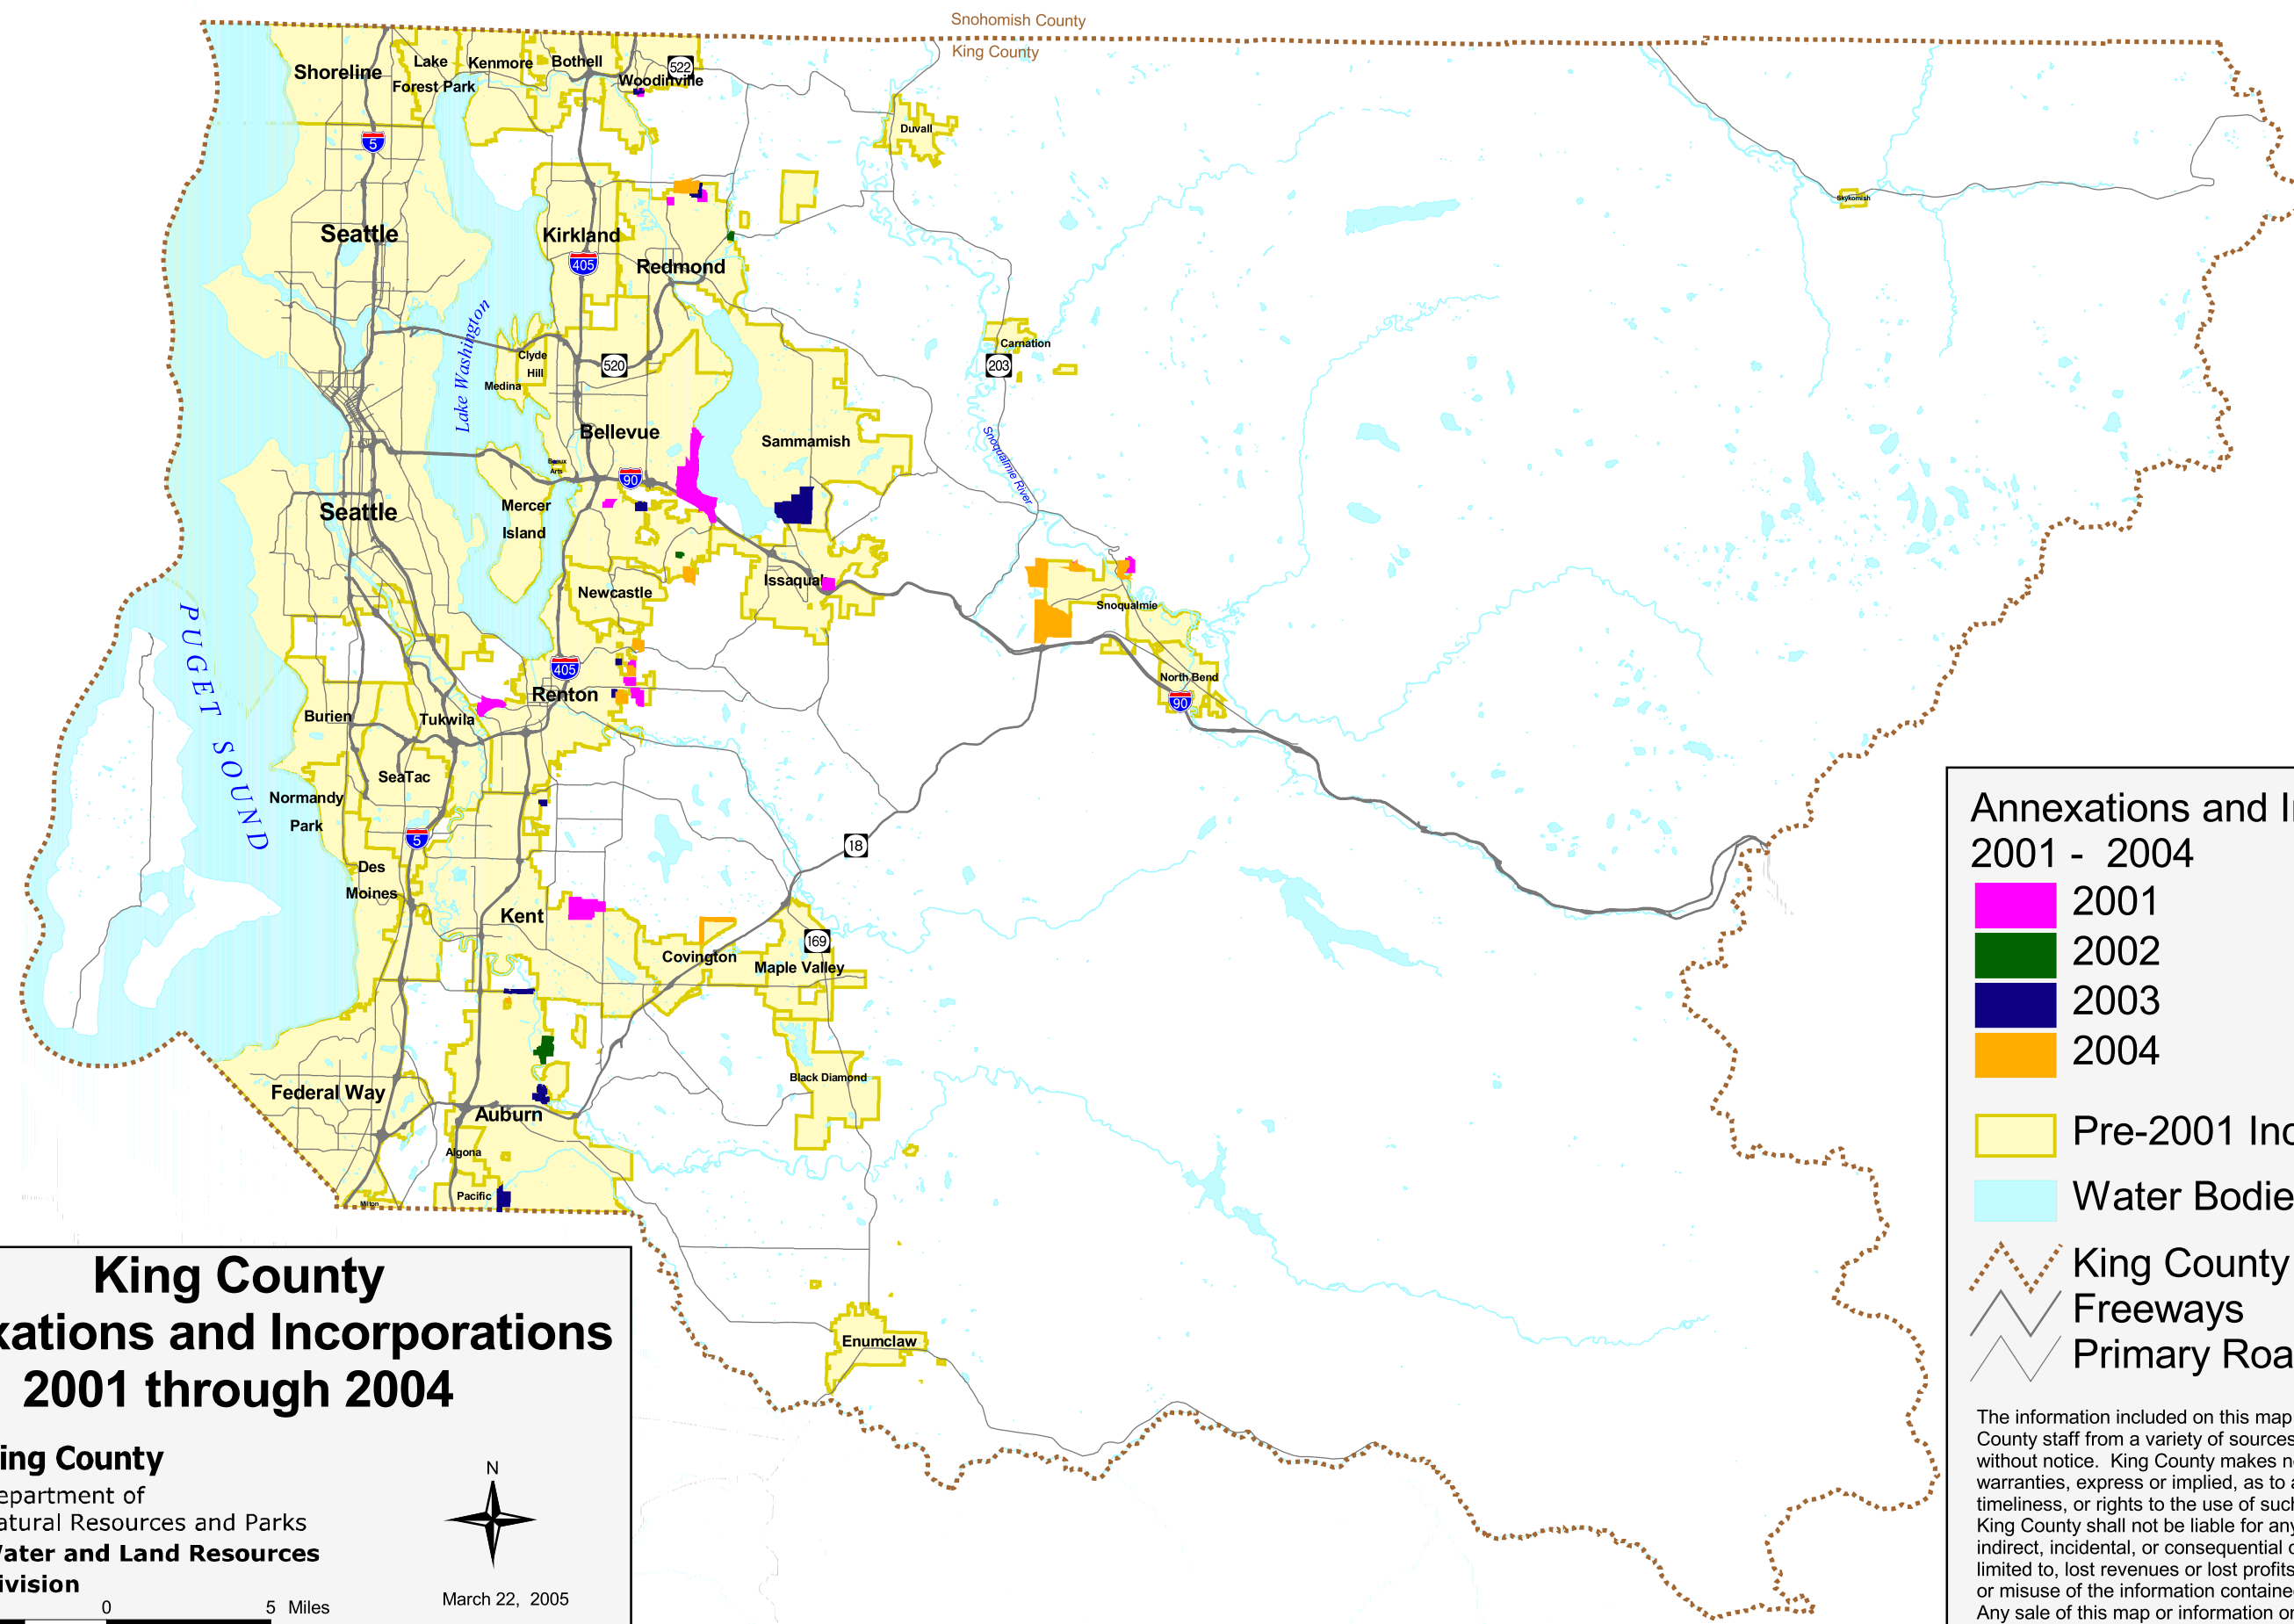 Snohomish County
King County
Shoreline
Lake
Forest Park
Kenmore
Bothell
522
Woodinville
5
Duvall
Skykomish
Seattle
Kirkland
405
Redmond
Lake Washington
Clyde
Hill
Medina
520
Carnation
203
Bellevue
Sammamish
Beaux
Arts
90
Snoqualmie River
Seattle
Mercer
Island
Issaquah
Newcastle
Snoqualmie
PUGET SOUND
405
Renton
North Bend
90
Burien
Tukwila
SeaTac
Normandy
Park
5
18
Des
Moines
Kent
169
Covington
Maple Valley
Federal Way
Black Diamond
Auburn
Algona
Pacific
Milton
Enumclaw
Annexations and I
2001 - 2004
2001
2002
2003
2004
Pre-2001 Inc
Water Bodie
King County
Freeways
Primary Roa
The information included on this map
County staff from a variety of sources
without notice. King County makes n
warranties, express or implied, as to a
timeliness, or rights to the use of such
King County shall not be liable for any
indirect, incidental, or consequential
limited to, lost revenues or lost profits
or misuse of the information containe
Any sale of this map or information o
King County
xations and Incorporations
2001 through 2004
ing County
epartment of
atural Resources and Parks
ater and Land Resources
ivision
N
March 22, 2005
0 5 Miles